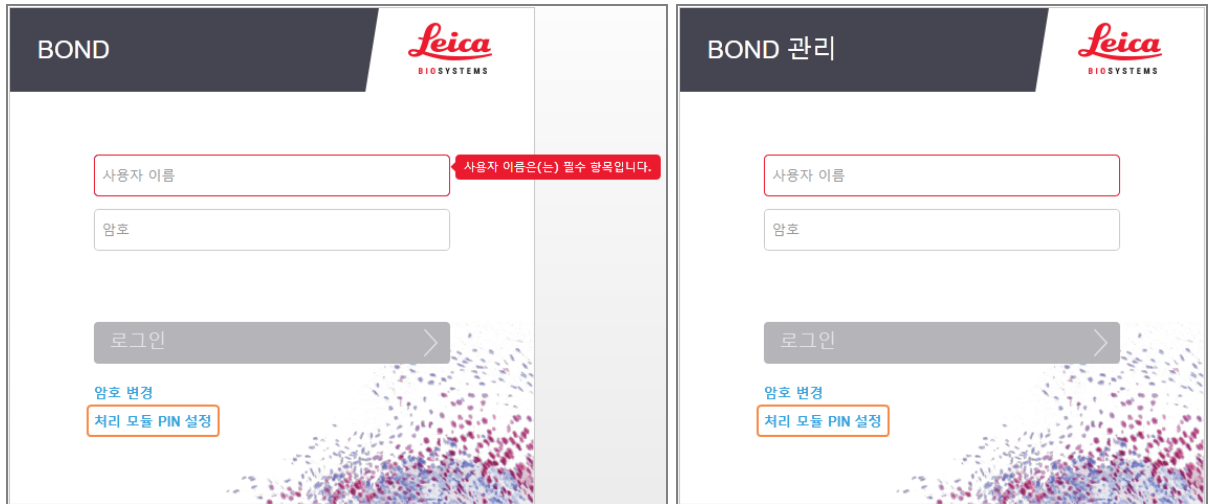 BOND
Leica
BIOSYSTEMS
사용자 이름
사용자 이름은(는) 필수 항목입니다.
암호
로그인
암호 변경
처리 모듈 PIN 설정
BOND 관리
Leica
BIOSYSTEMS
사용자 이름
암호
로그인
암호 변경
처리 모듈 PIN 설정